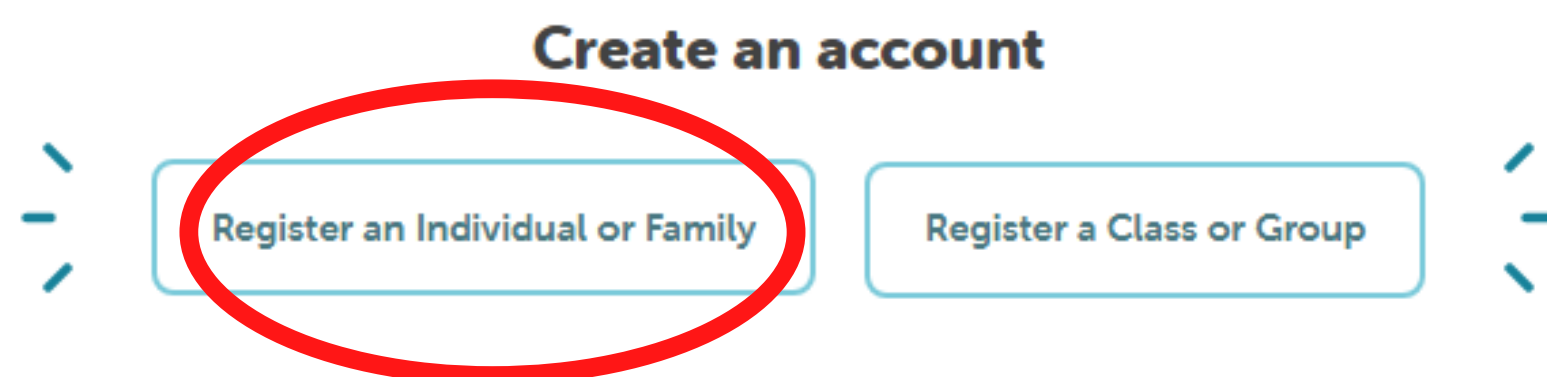 Create an account
Register an Individual or Family
Register a Class or Group